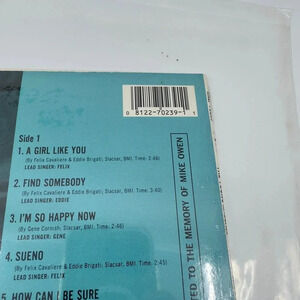 0 8122-70239-1 1
Side 1
1. A GIRL LIKE YOU
(By Felix Cavaliere & Eddie Brigati, Slacsar, BMI. Time: 2:46)
LEAD SINGER: FELIX
2. FIND SOMEBODY
(By Felix Cavaliere & Eddie Brigati, Slacsar, BMI. Time: 3:40)
LEAD SINGER: EDDIE
3. I'M SO HAPPY NOW
(By Gene Cornish, Slacsar, BMI. Time: 2:46)
LEAD SINGER: GENE
4. SUENO
(By Felix Cavaliere & Eddie Brigati, Slacsar, BMI. Time: 2:45)
LEAD SINGER: FELIX
5. HOW CAN I BE SURE
TED TO THE MEMORY OF MIKE OWEN